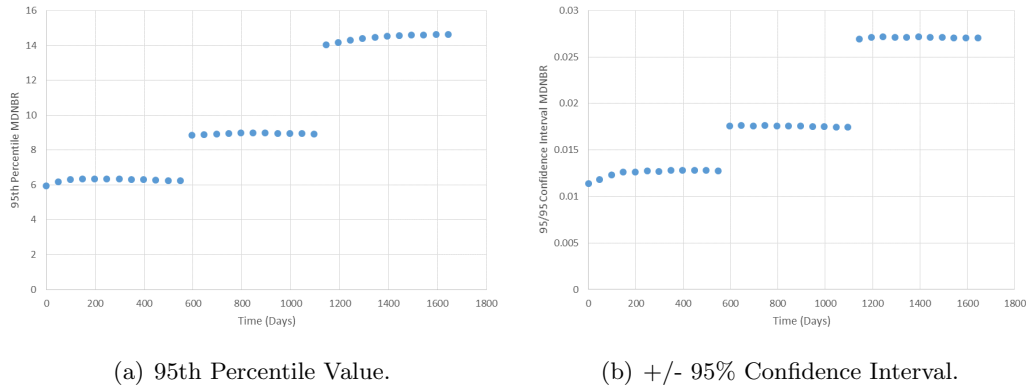 16
14
12
10
8
6
4
2
0
95th Percentile MDNBR
0 200 400 600 800 1000 1200 1400 1600 1800
Time (Days)
(a) 95th Percentile Value.
0.03
0.025
0.02
0.015
0.01
0.005
0
95/95 Confidence Interval MDNBR
0 200 400 600 800 1000 1200 1400 1600 1800
Time (Days)
(b) +/- 95% Confidence Interval.